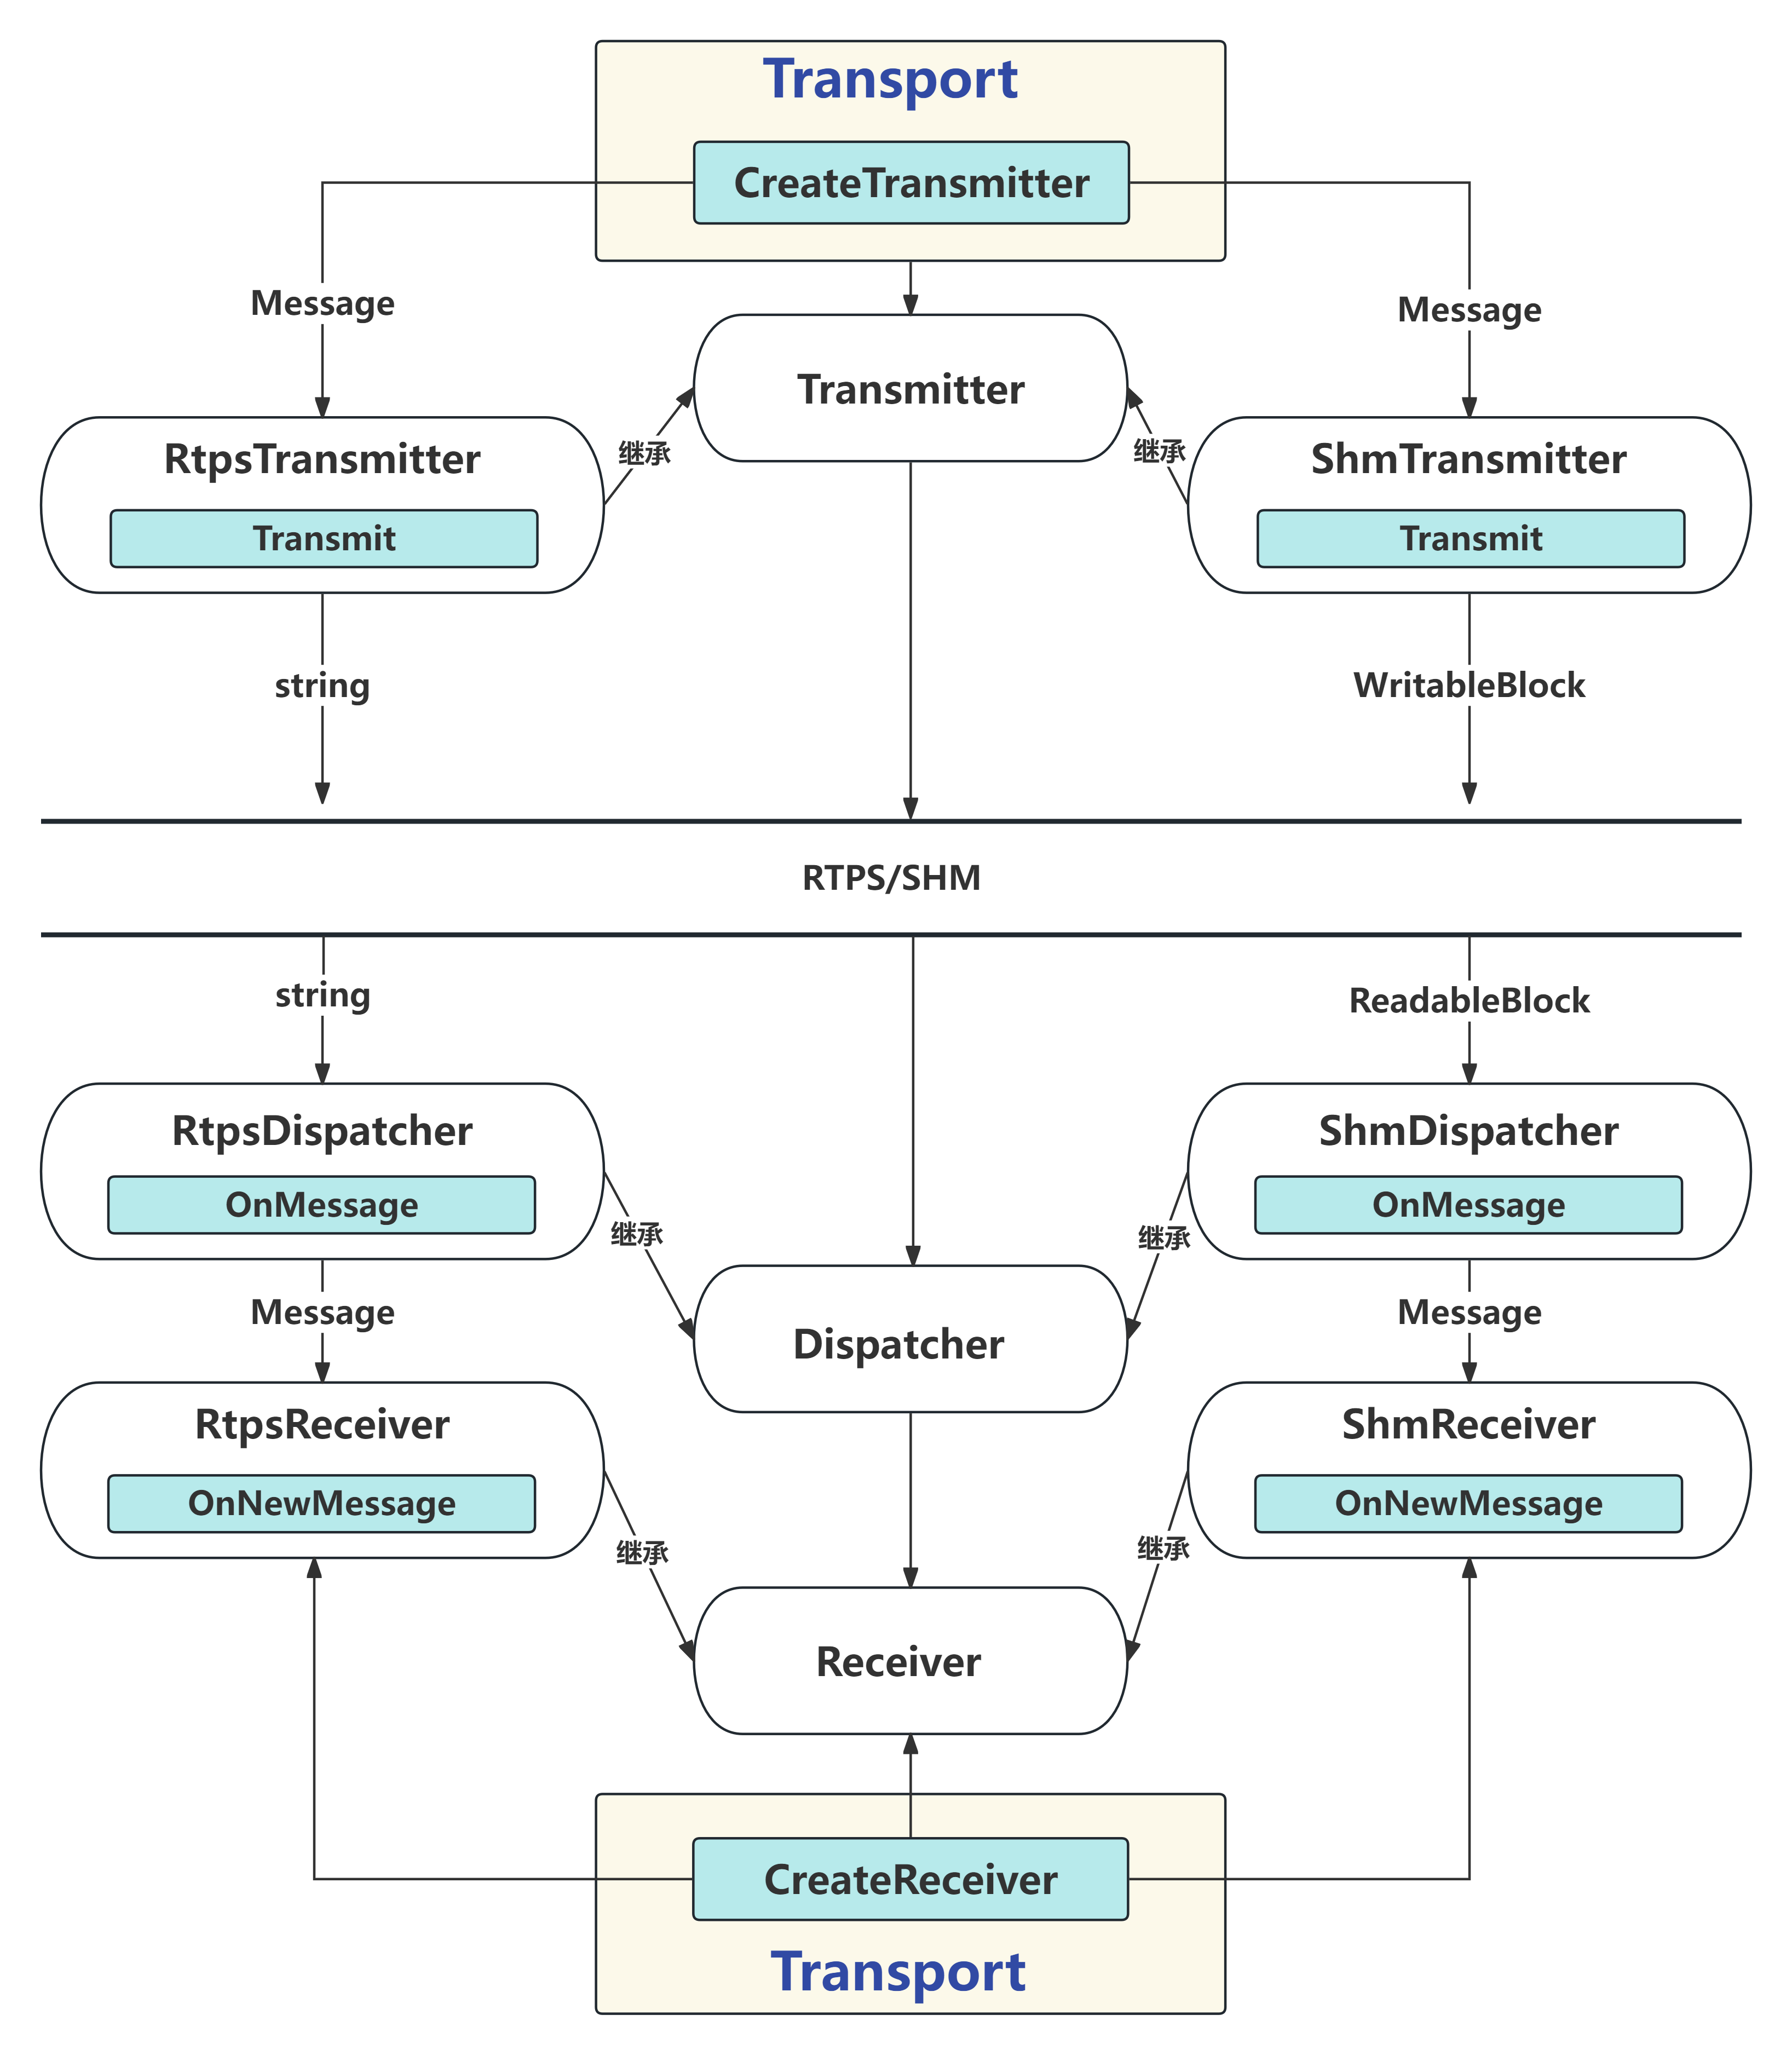 Transport
CreateTransmitter
Message
Message
Transmitter
RtpsTransmitter
继承
继承
ShmTransmitter
Transmit
Transmit
string
WritableBlock
RTPS/SHM
string
ReadableBlock
RtpsDispatcher
ShmDispatcher
OnMessage
OnMessage
继承
继承
Message
Message
Dispatcher
RtpsReceiver
ShmReceiver
OnNewMessage
OnNewMessage
继承
继承
Receiver
CreateReceiver
Transport